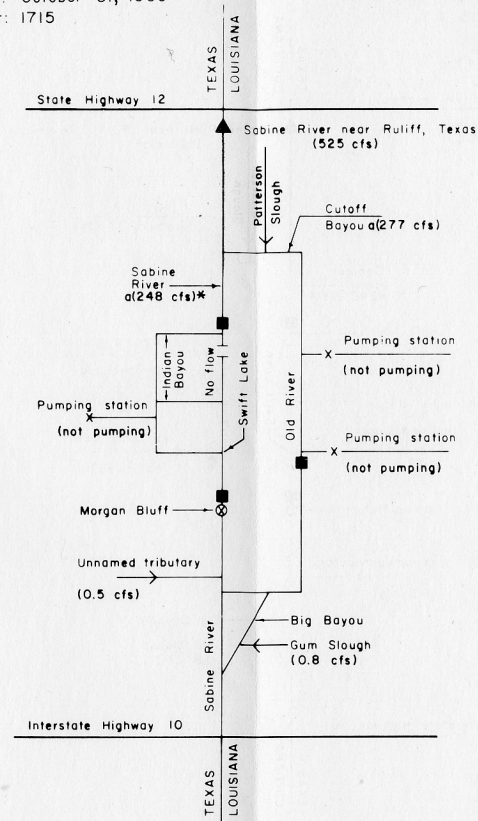 October 31,
1715
TEXAS
LOUISIANA
State Highway 12
Sabine River near Ruliff, Texas
(525 cfs)
Patterson
Slough
Cutoff
Bayou a(277 cfs)
Sabine
River
a(248 cfs)*
Indian
Bayou
No flow
Swift Lake
Old River
Pumping station
(not pumping)
Pumping station
(not pumping)
Pumping station
(not pumping)
Morgan Bluff
Unnamed tributary
(0.5 cfs)
Big Bayou
Gum Slough
(0.8 cfs)
Sabine River
Interstate Highway 10
TEXAS
LOUISIANA